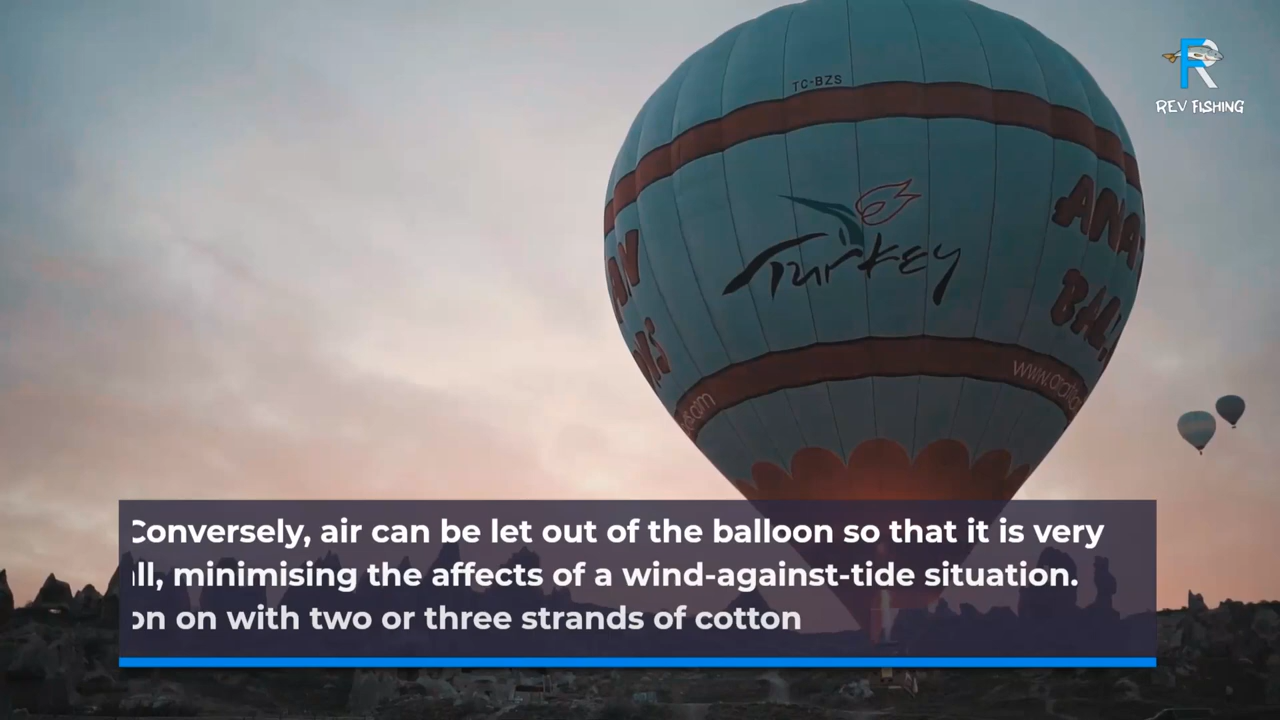 TC-BZS
REV FISHING
Turkey
Conversely, air can be let out of the balloon so that it is very
ll, minimising the affects of a wind-against-tide situation.
on on with two or three strands of cotton